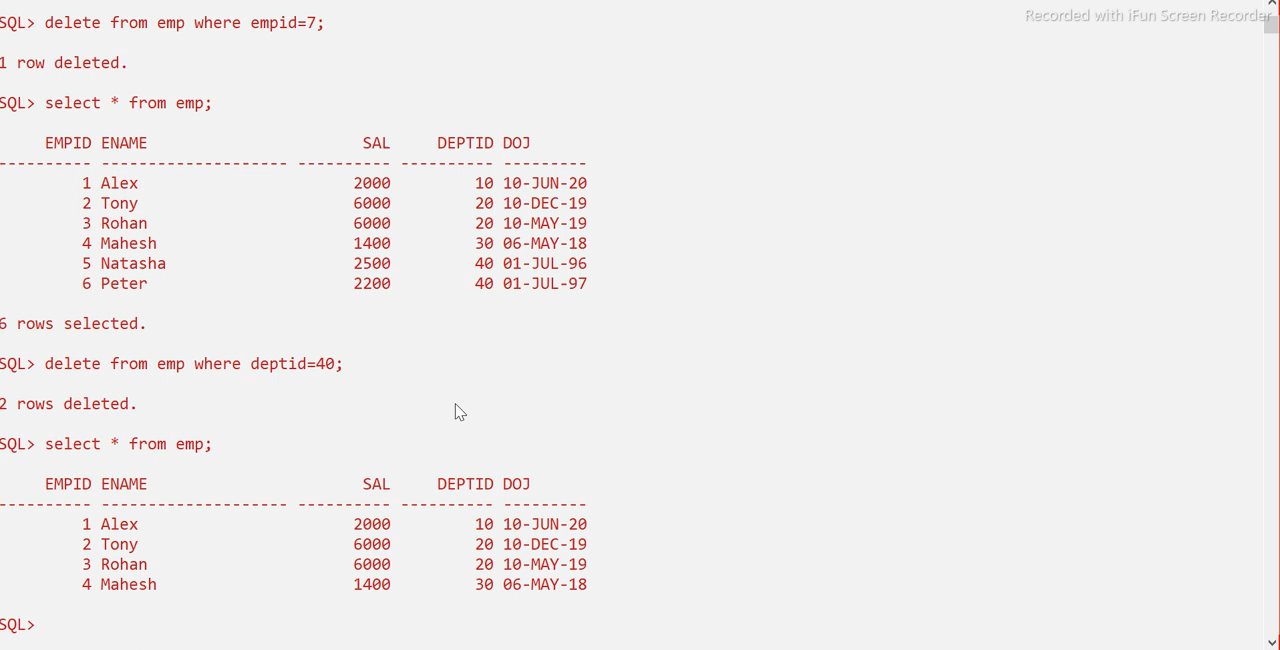 Recorded with iFun Screen Recorder
SQL> delete from emp where empid=7;
1 row deleted.
SQL> select * from emp;
     EMPID ENAME                       SAL     DEPTID DOJ
---------- -------------------- ---------- ---------- ---------
         1 Alex                       2000         10 10-JUN-20
         2 Tony                       6000         20 10-DEC-19
         3 Rohan                      6000         20 10-MAY-19
         4 Mahesh                     1400         30 06-MAY-18
         5 Natasha                    2500         40 01-JUL-96
         6 Peter                      2200         40 01-JUL-97
6 rows selected.
SQL> delete from emp where deptid=40;
2 rows deleted.
SQL> select * from emp;
     EMPID ENAME                       SAL     DEPTID DOJ
---------- -------------------- ---------- ---------- ---------
         1 Alex                       2000         10 10-JUN-20
         2 Tony                       6000         20 10-DEC-19
         3 Rohan                      6000         20 10-MAY-19
         4 Mahesh                     1400         30 06-MAY-18
SQL>